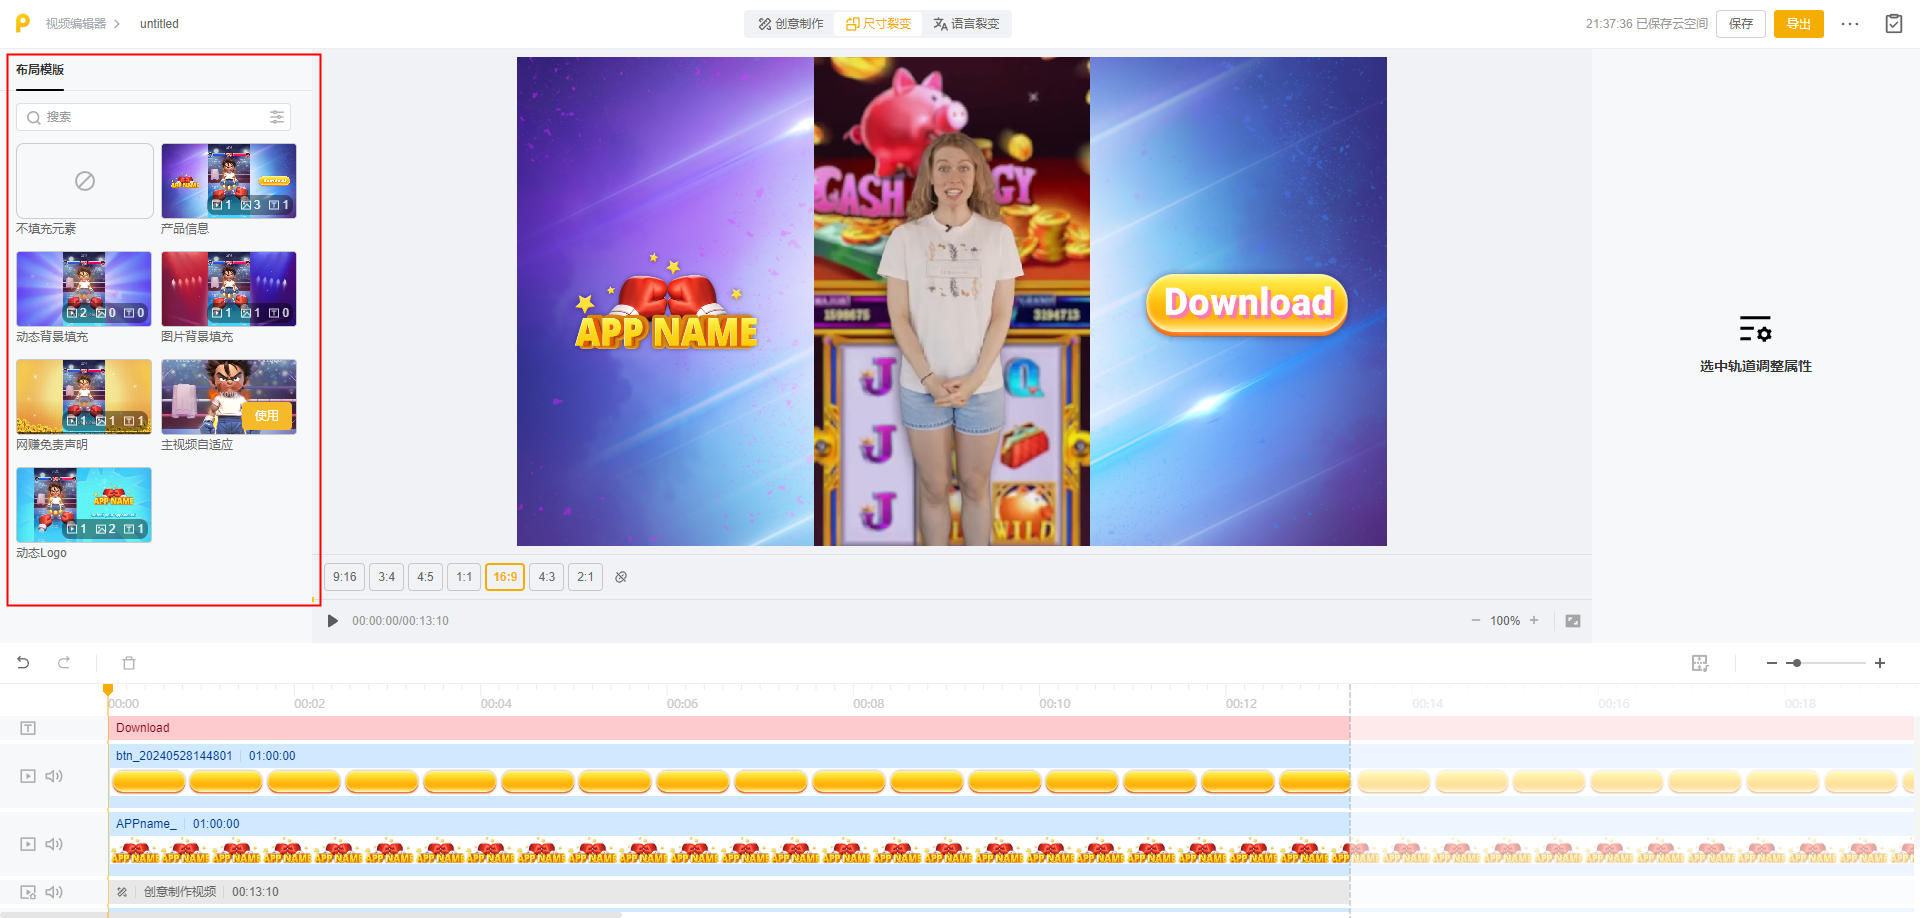 视频编辑器 > untitled
创意制作 尺寸裂变 语言裂变
21:37:36 已保存云空间 保存 导出 ...
布局模版
搜索
不填充元素
APP NAME Download
1 3 1
产品信息
2 0 0
动态背景填充
1 1 0
图片背景填充
1 1 1
网赚免责声明
使用
主视频自适应
APP NAME
1 2 1
动态Logo
CASH GY
1598675 3294713
J
J
J
Q
WILD
APP NAME
Download
选中轨道调整属性
9:16 3:4 4:5 1:1 16:9 4:3 2:1
00:00:00/00:13:10
100%
00:00 00:02 00:04 00:06 00:08 00:10 00:12 00:14 00:16 00:18
Download
btn_20240528144801 01:00:00
APPname_ 01:00:00
创意制作视频 00:13:10